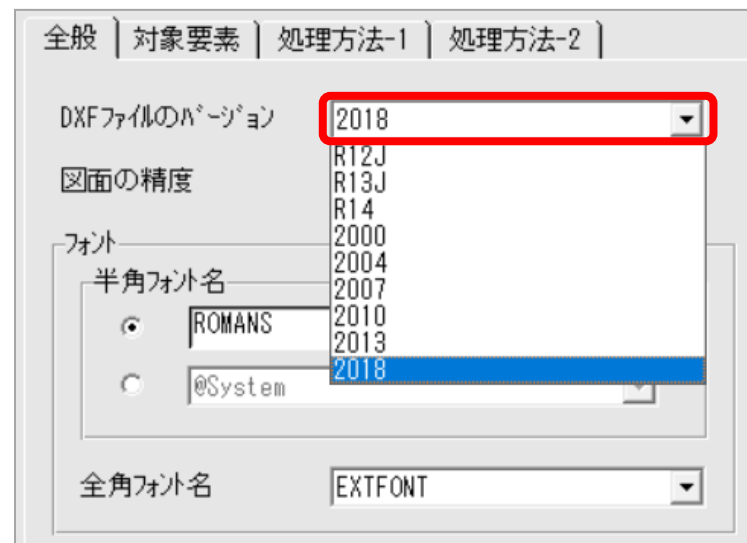 全般 対象要素 処理方法-1 処理方法-2
DXFﾌｧｲﾙのﾊﾞｰｼﾞｮﾝ 2018
R12J
図面の精度 R13J
R14
2000
ﾌｫﾝﾄ
2004
半角ﾌｫﾝﾄ名 2007
ROMANS 2010
2013
2018
@System
全角ﾌｫﾝﾄ名 EXTFONT